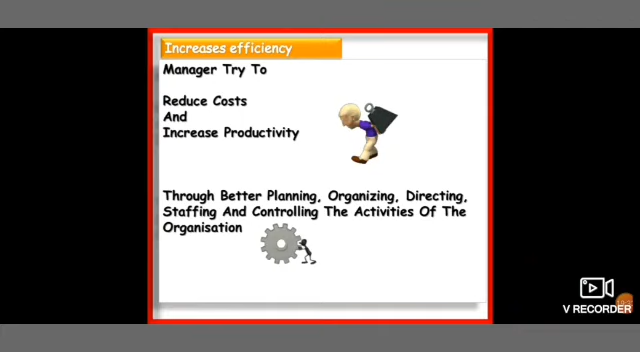 Increases efficiency
Manager Try To
Reduce Costs
And
Increase Productivity
Through Better Planning, Organizing, Directing,
Staffing And Controlling The Activities Of The
Organisation
V RECORDER